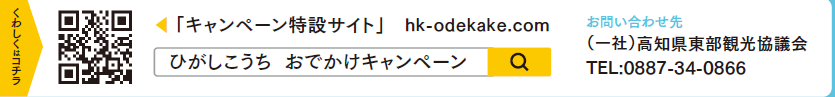 くわしくはコチラ
「キャンペーン特設サイト」 hk-odekake.com
ひがしこうち おでかけキャンペーン
お問い合わせ先
（一社）高知県東部観光協議会
TEL:0887-34-0866